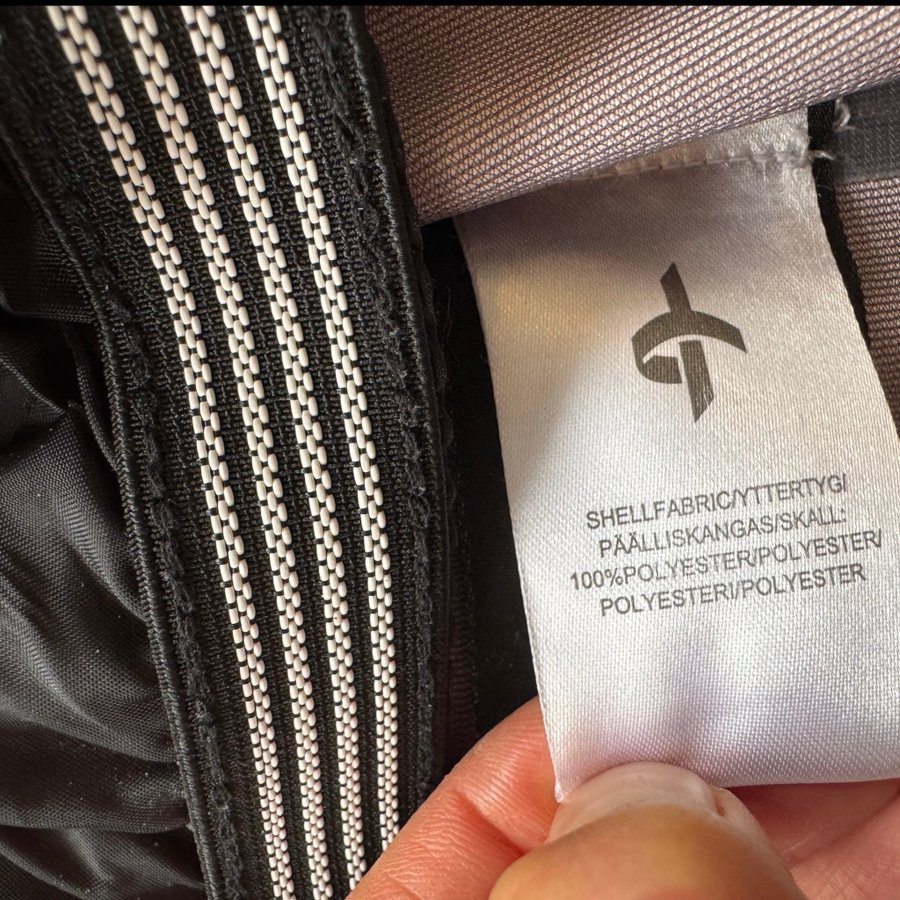 SHELLFABRIC/YTTERTYG/
PÄÄLLISKANGAS/SKALL:
100%POLYESTER/POLYESTER/
POLYESTERI/POLYESTER